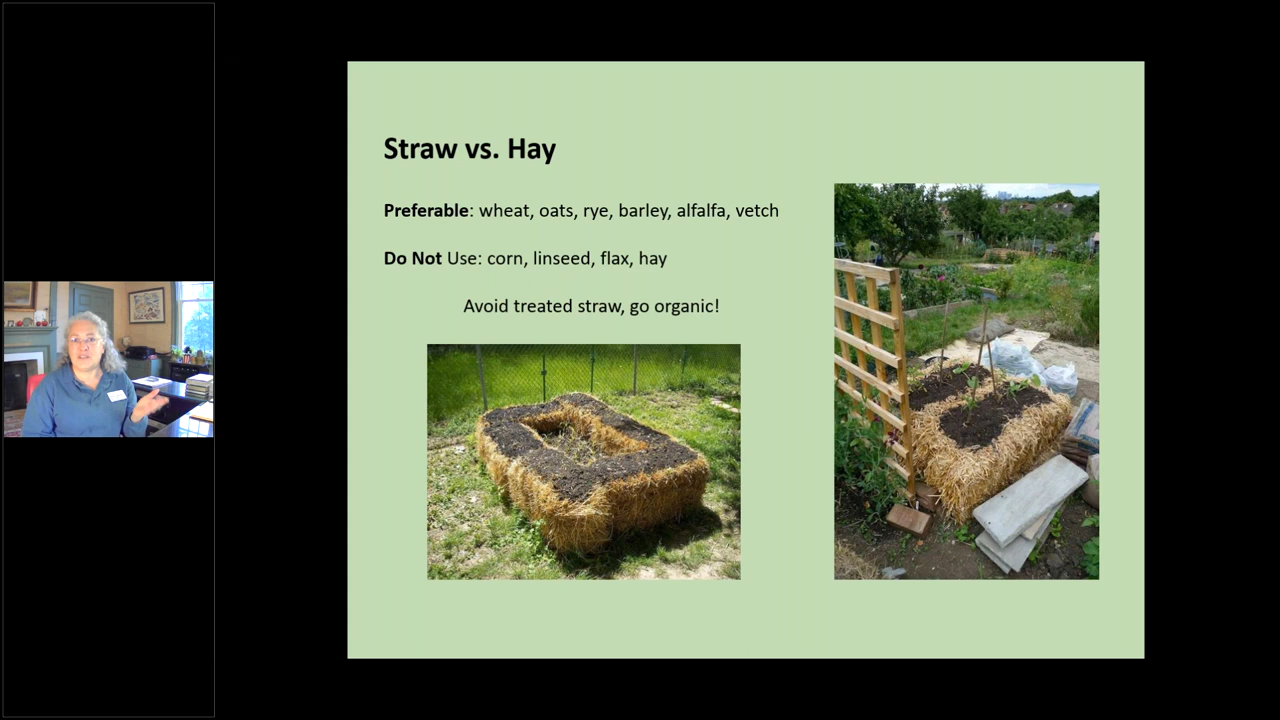 Straw vs. Hay
Preferable: wheat, oats, rye, barley, alfalfa, vetch
Do Not Use: corn, linseed, flax, hay
Avoid treated straw, go organic!